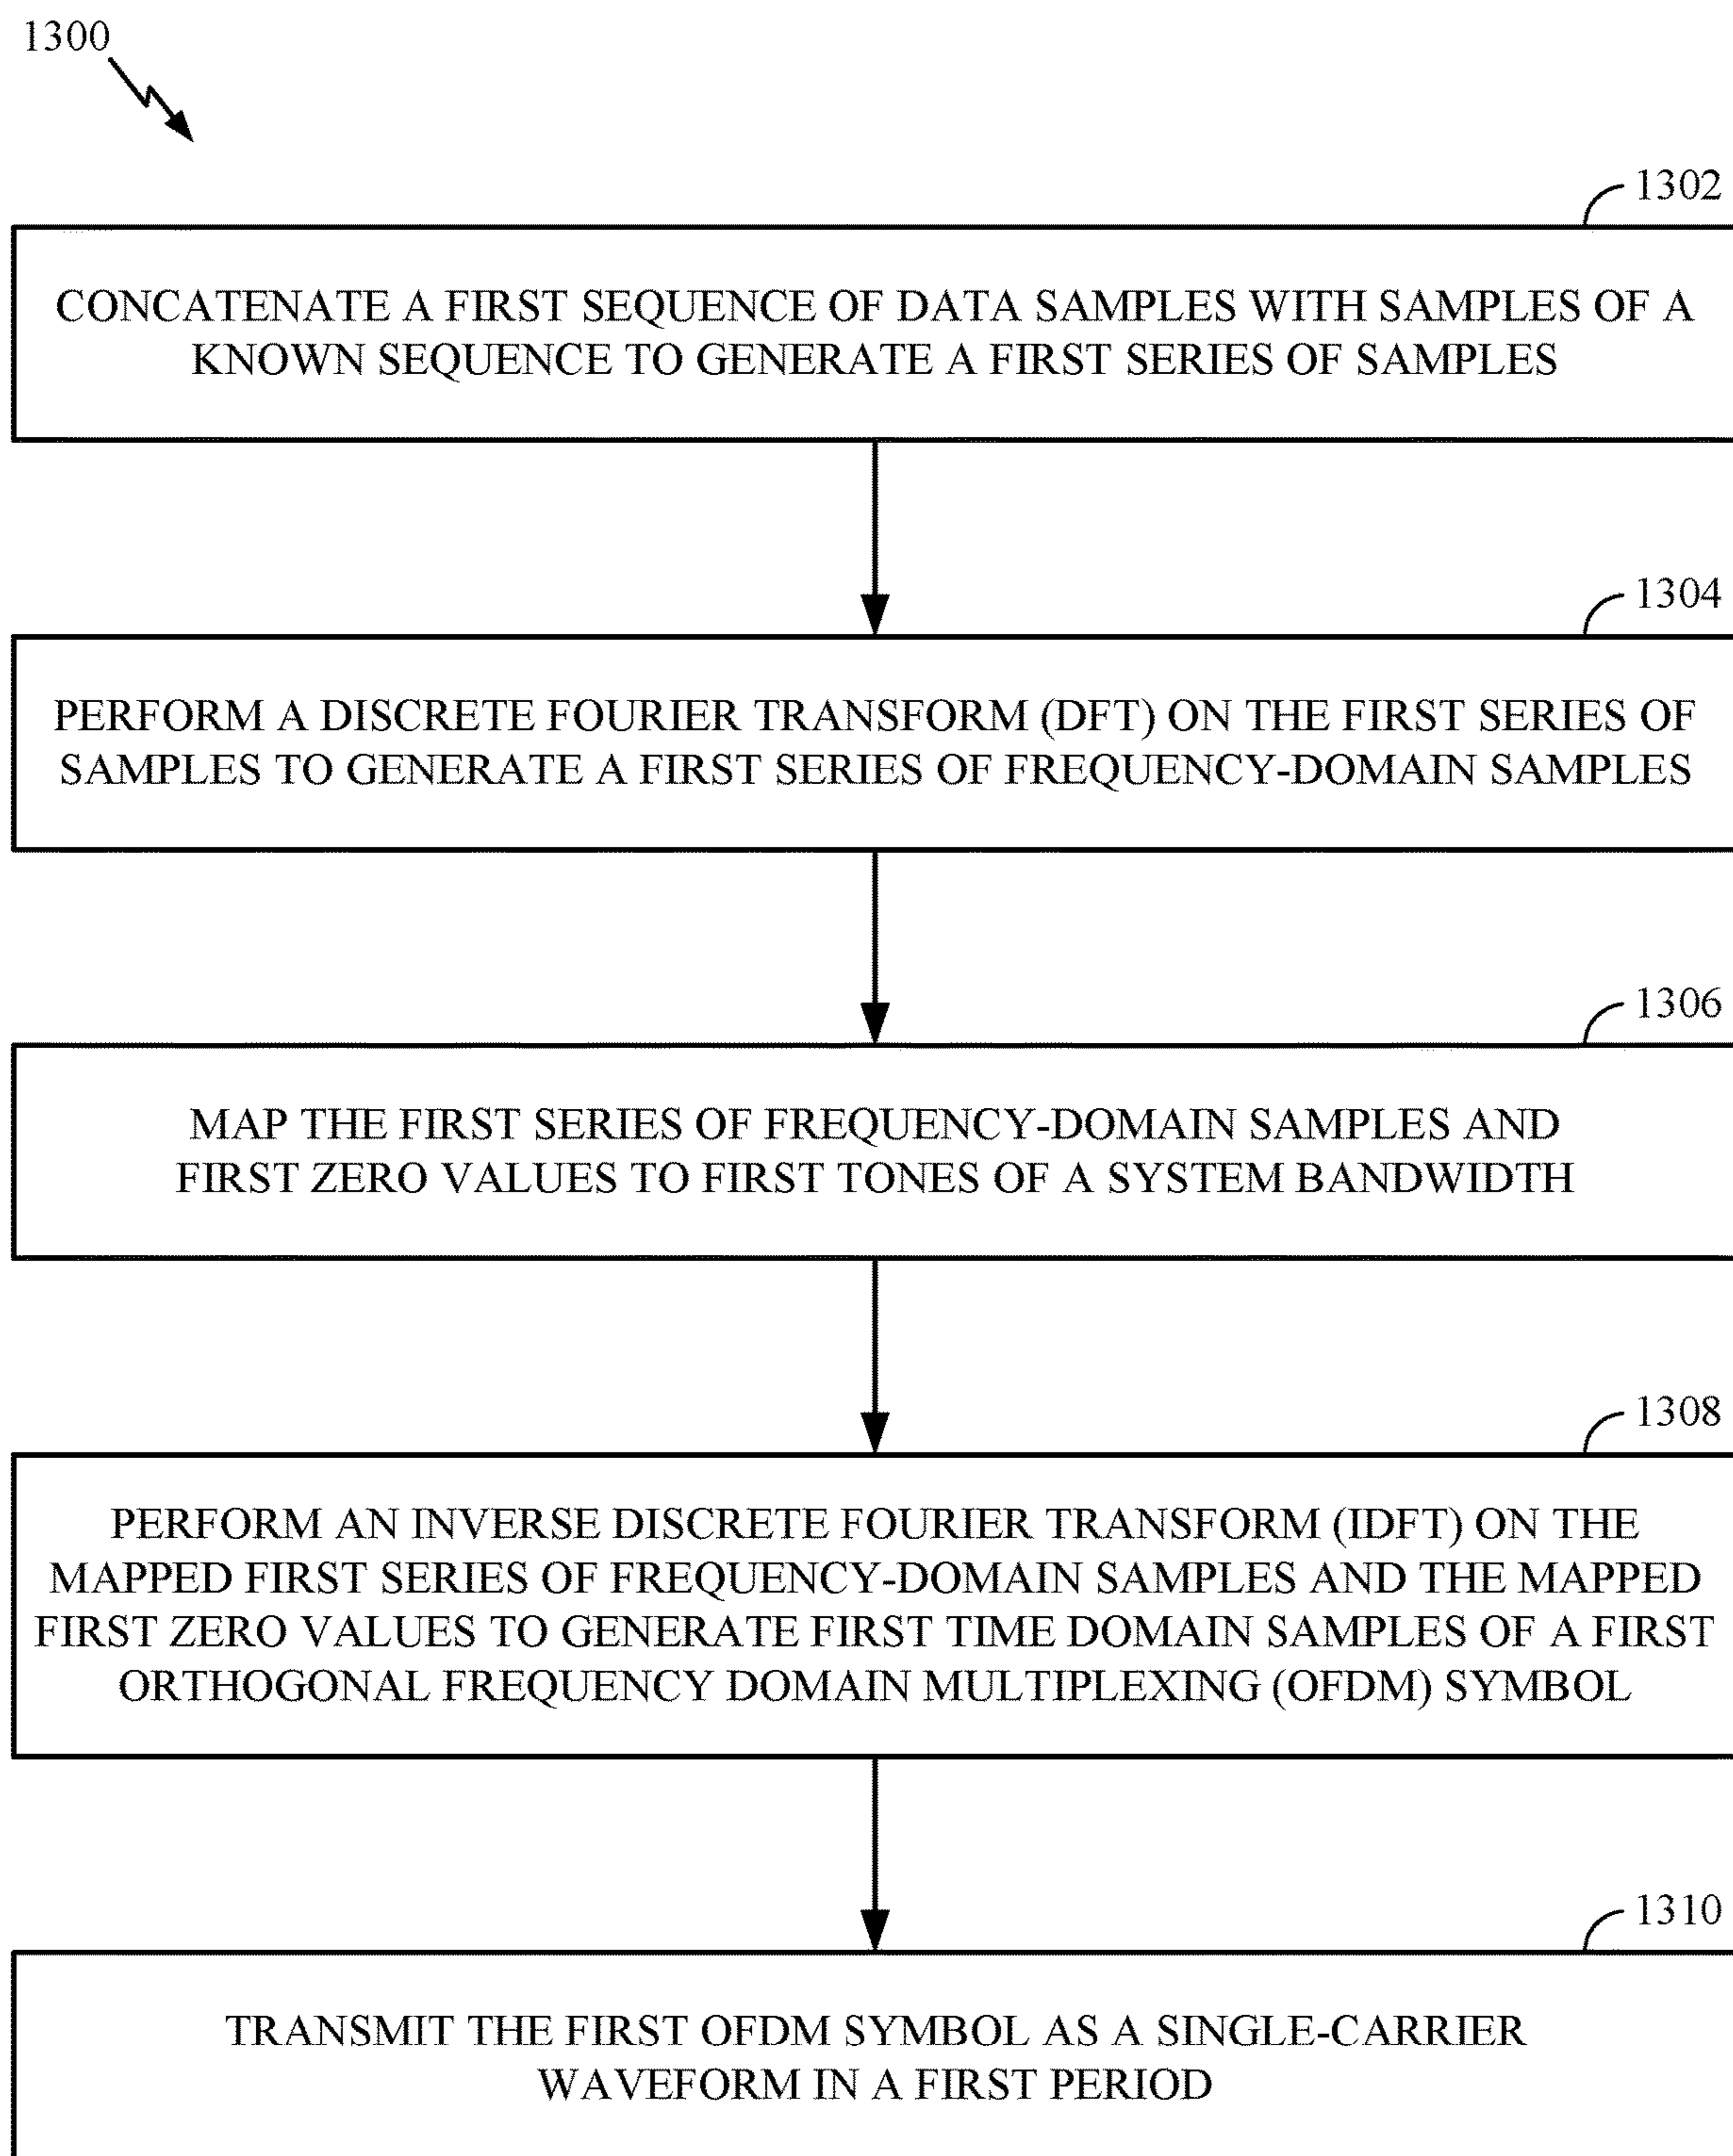 1300
1302
CONCATENATE A FIRST SEQUENCE OF DATA SAMPLES WITH SAMPLES OF A
KNOWN SEQUENCE TO GENERATE A FIRST SERIES OF SAMPLES
1304
PERFORM A DISCRETE FOURIER TRANSFORM (DFT) ON THE FIRST SERIES OF
SAMPLES TO GENERATE A FIRST SERIES OF FREQUENCY-DOMAIN SAMPLES
1306
MAP THE FIRST SERIES OF FREQUENCY-DOMAIN SAMPLES AND
FIRST ZERO VALUES TO FIRST TONES OF A SYSTEM BANDWIDTH
1308
PERFORM AN INVERSE DISCRETE FOURIER TRANSFORM (IDFT) ON THE
MAPPED FIRST SERIES OF FREQUENCY-DOMAIN SAMPLES AND THE MAPPED
FIRST ZERO VALUES TO GENERATE FIRST TIME DOMAIN SAMPLES OF A FIRST
ORTHOGONAL FREQUENCY DOMAIN MULTIPLEXING (OFDM) SYMBOL
1310
TRANSMIT THE FIRST OFDM SYMBOL AS A SINGLE-CARRIER
WAVEFORM IN A FIRST PERIOD